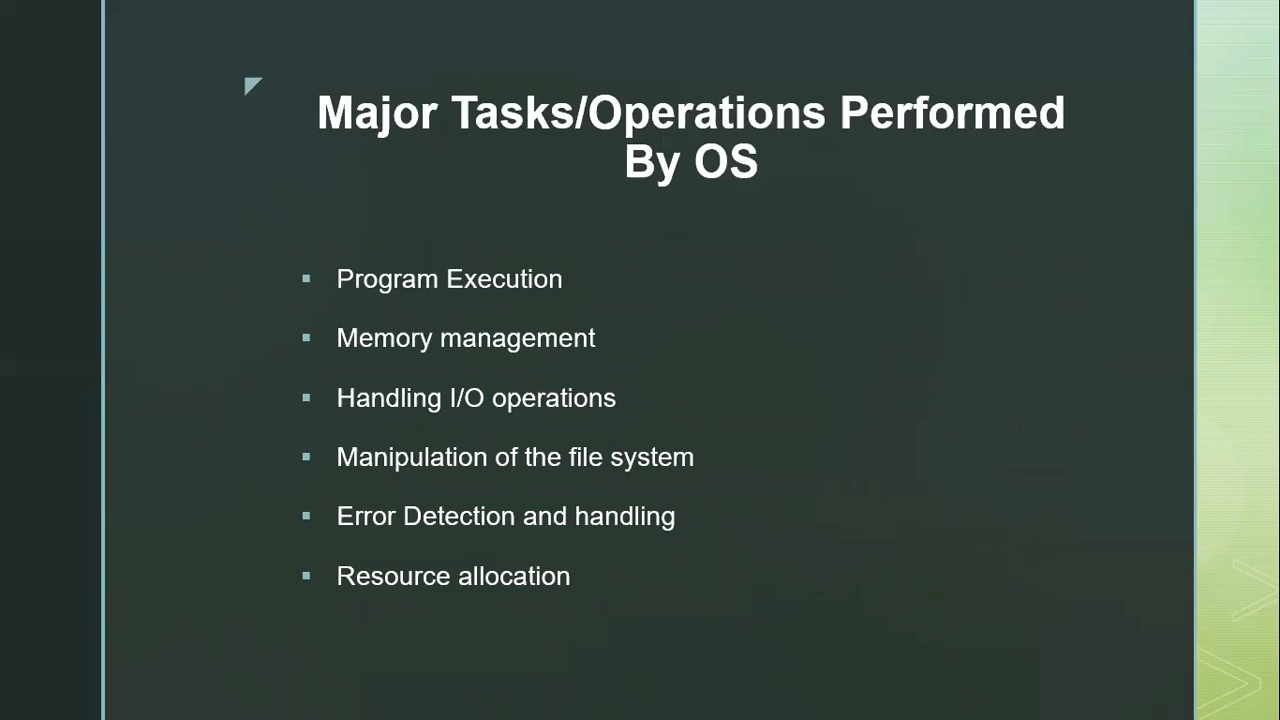 Major Tasks/Operations Performed
By OS
Program Execution
Memory management
Handling I/O operations
Manipulation of the file system
Error Detection and handling
Resource allocation